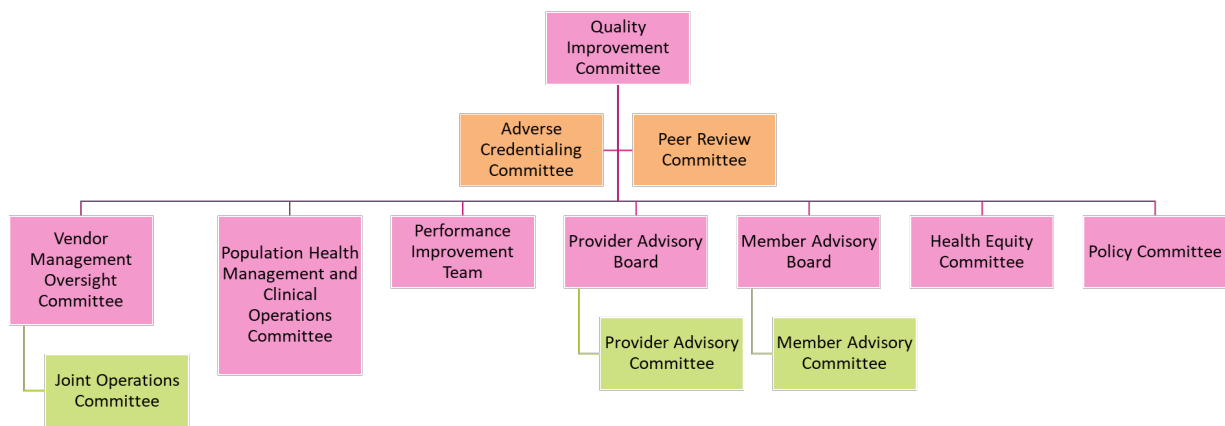 Quality
Improvement
Committee
Adverse
Credentialing
Committee
Peer Review
Committee
Vendor
Management
Oversight
Committee
Population Health
Management and
Clinical
Operations
Committee
Performance
Improvement
Team
Provider Advisory
Board
Member Advisory
Board
Health Equity
Committee
Policy Committee
Joint Operations
Committee
Provider Advisory
Committee
Member Advisory
Committee